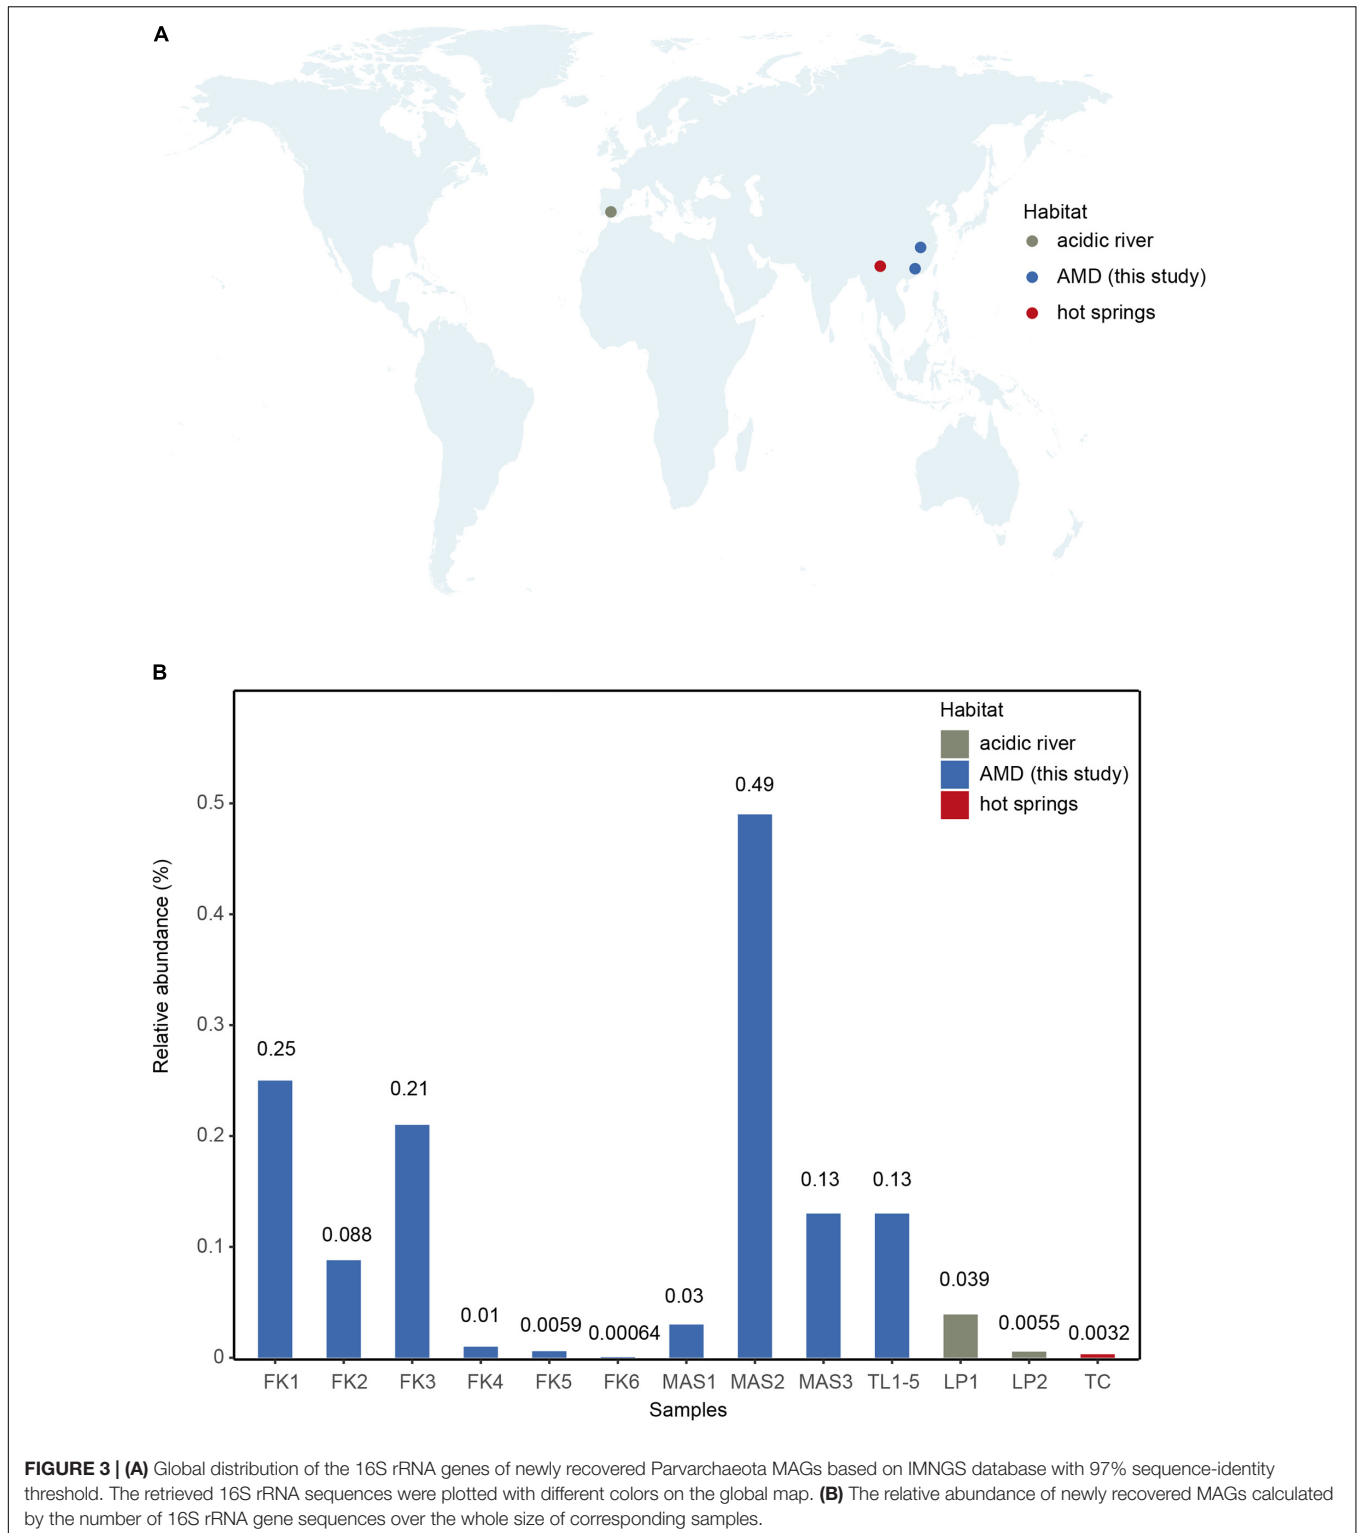 A
Habitat
acidic river
AMD (this study)
hot springs
B
Habitat
acidic river
AMD (this study)
hot springs
Relative abundance (%)
0.5
0.4
0.3
0.2
0.1
0
0.25
0.088
0.21
0.01
0.0059
0.00064
0.03
0.49
0.13
0.13
0.039
0.0055
0.0032
FK1 FK2 FK3 FK4 FK5 FK6 MAS1 MAS2 MAS3 TL1-5 LP1 LP2 TC
Samples
FIGURE 3 | (A) Global distribution of the 16S rRNA genes of newly recovered Parvarchaeota MAGs based on IMNGS database with 97% sequence-identity
threshold. The retrieved 16S rRNA sequences were plotted with different colors on the global map. (B) The relative abundance of newly recovered MAGs calculated
by the number of 16S rRNA gene sequences over the whole size of corresponding samples.